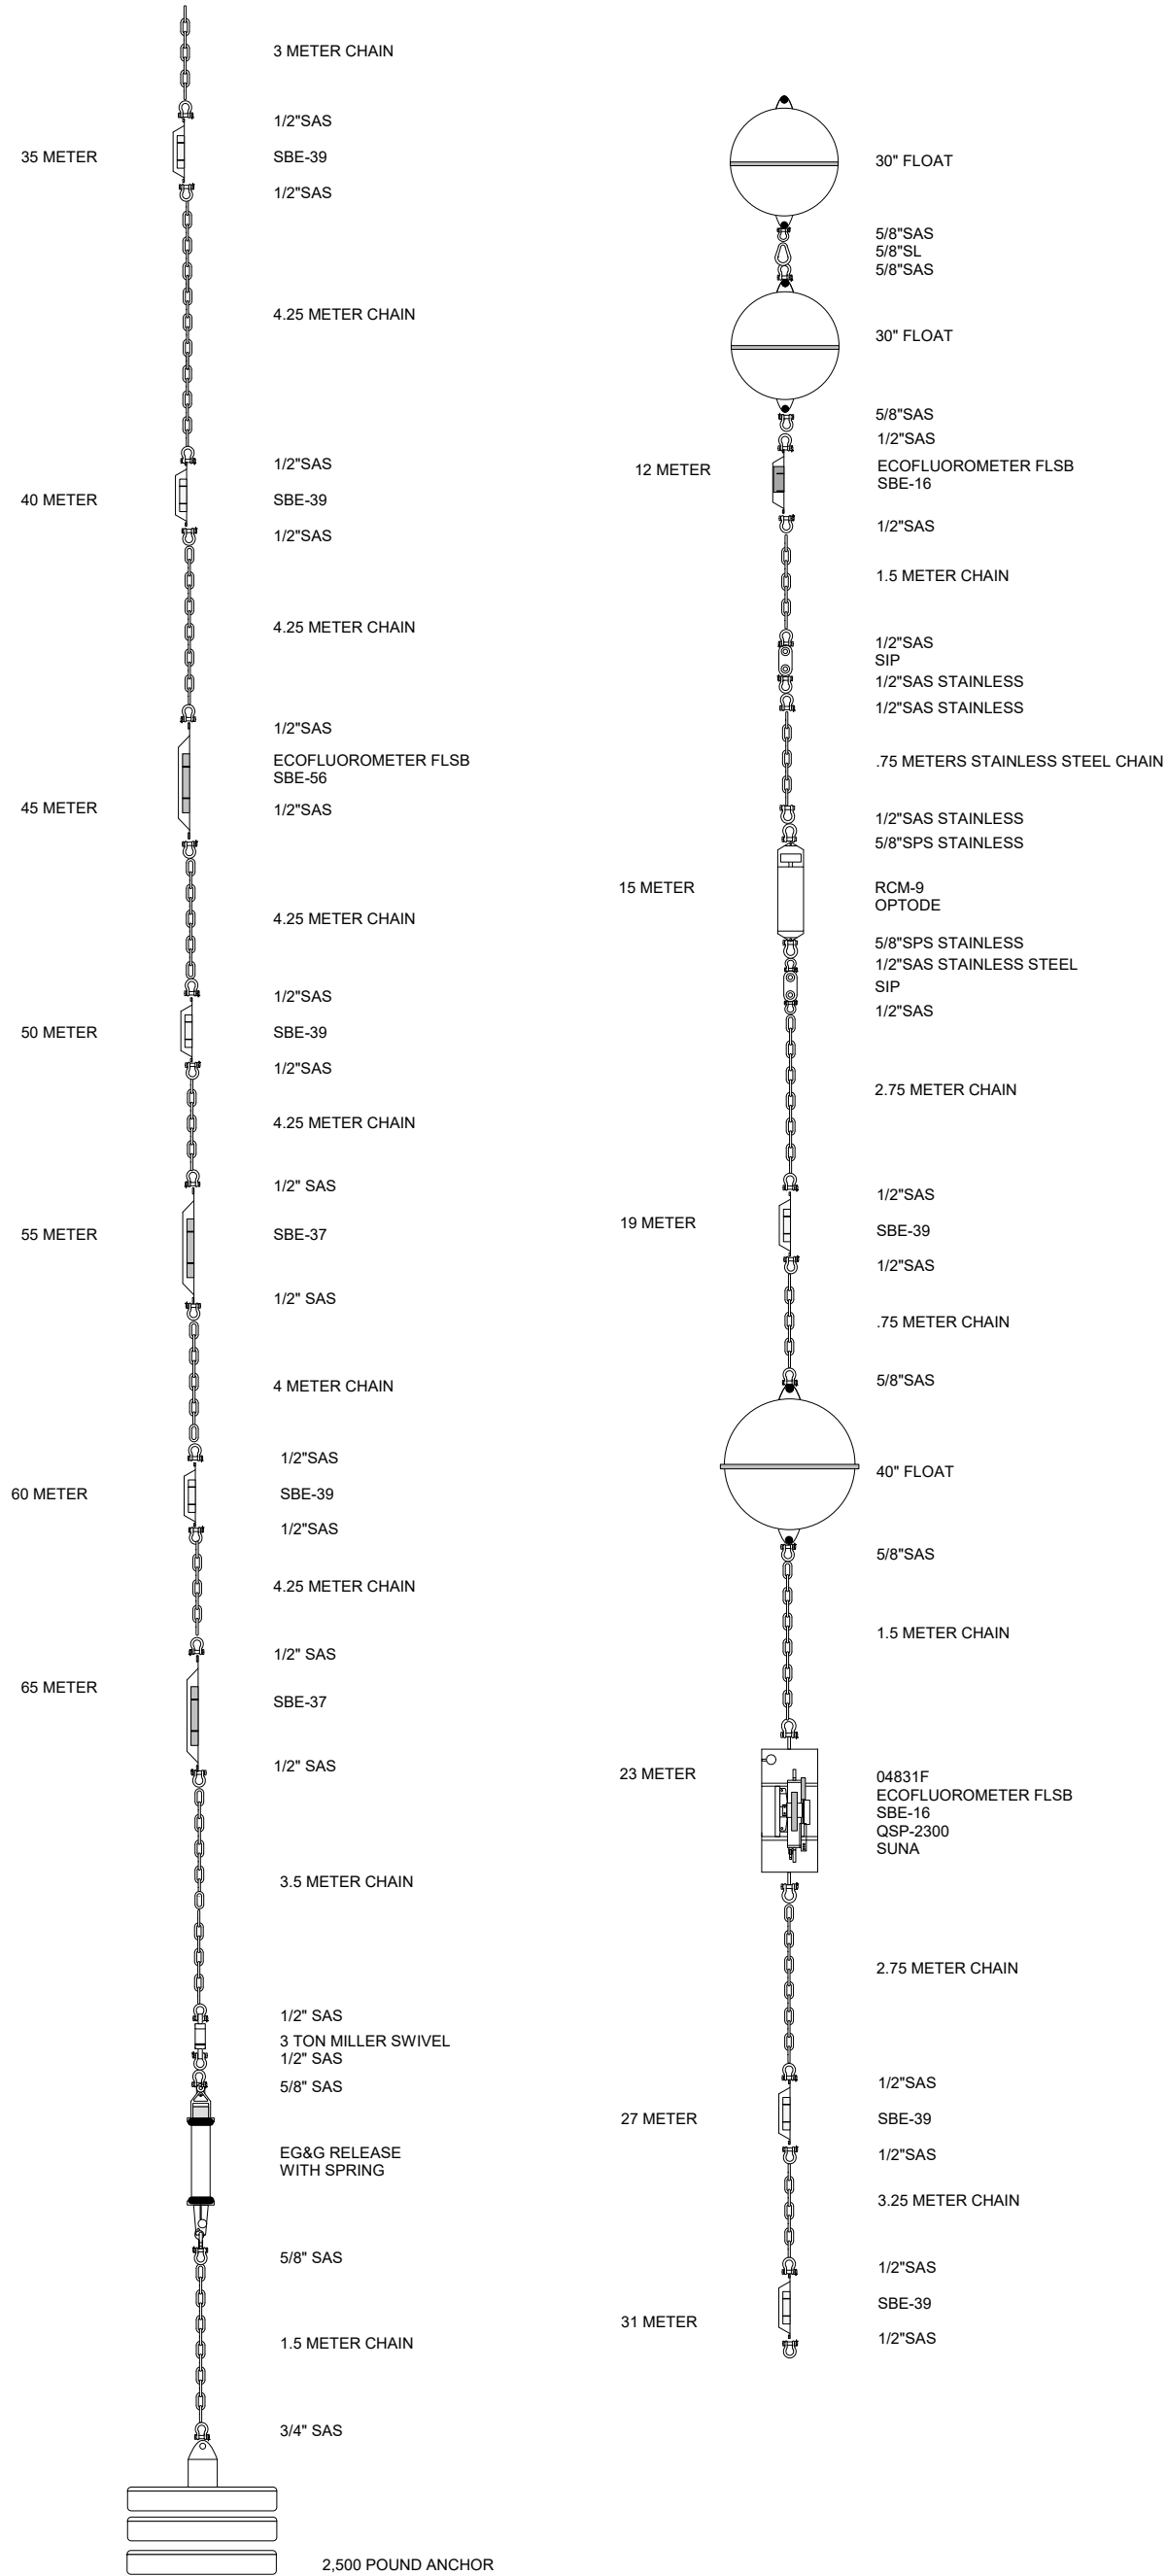 3 METER CHAIN
1/2"SAS
35 METER
SBE-39
1/2"SAS
4.25 METER CHAIN
1/2"SAS
40 METER
SBE-39
1/2"SAS
4.25 METER CHAIN
1/2"SAS
ECOFLUOROMETER FLSB
SBE-56
45 METER
1/2"SAS
4.25 METER CHAIN
1/2"SAS
50 METER
SBE-39
1/2"SAS
4.25 METER CHAIN
1/2" SAS
55 METER
SBE-37
1/2" SAS
4 METER CHAIN
1/2"SAS
60 METER
SBE-39
1/2"SAS
4.25 METER CHAIN
1/2" SAS
65 METER
SBE-37
1/2" SAS
3.5 METER CHAIN
1/2" SAS
3 TON MILLER SWIVEL
1/2" SAS
5/8" SAS
EG&G RELEASE
WITH SPRING
5/8" SAS
1.5 METER CHAIN
3/4" SAS
2,500 POUND ANCHOR
30" FLOAT
5/8"SAS
5/8"SL
5/8"SAS
30" FLOAT
5/8"SAS
1/2"SAS
12 METER
ECOFLUOROMETER FLSB
SBE-16
1/2"SAS
1.5 METER CHAIN
1/2"SAS
SIP
1/2"SAS STAINLESS
1/2"SAS STAINLESS
.75 METERS STAINLESS STEEL CHAIN
1/2"SAS STAINLESS
5/8"SPS STAINLESS
15 METER
RCM-9
OPTODE
5/8"SPS STAINLESS
1/2"SAS STAINLESS STEEL
SIP
1/2"SAS
2.75 METER CHAIN
1/2"SAS
19 METER
SBE-39
1/2"SAS
.75 METER CHAIN
5/8"SAS
40" FLOAT
5/8"SAS
1.5 METER CHAIN
23 METER
04831F
ECOFLUOROMETER FLSB
SBE-16
QSP-2300
SUNA
2.75 METER CHAIN
1/2"SAS
27 METER
SBE-39
1/2"SAS
3.25 METER CHAIN
1/2"SAS
SBE-39
31 METER
1/2"SAS